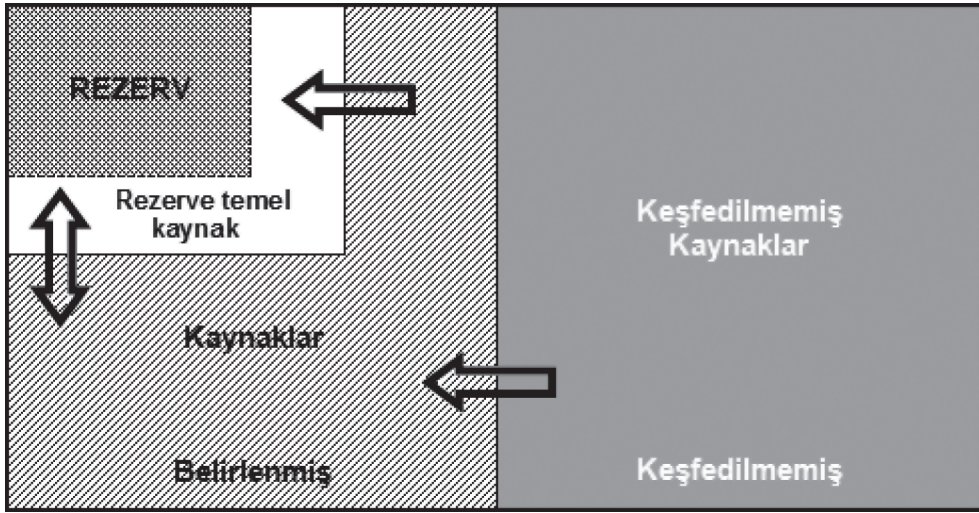 REZERV
Rezerve temel
kaynak
Kaynaklar
Belirlenmiş
Keşfedilmemiş
Kaynaklar
Keşfedilmemiş